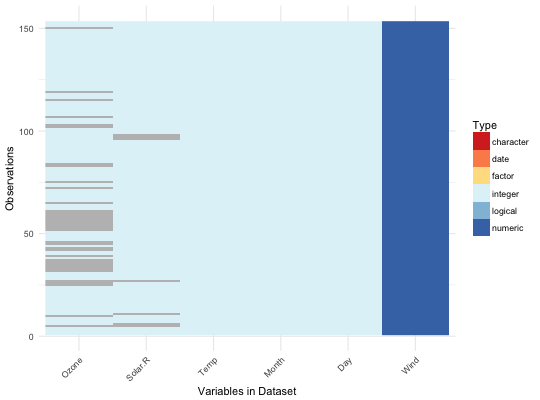 150
100
50
0
Observations
Ozone
Solar.R
Temp
Month
Day
Wind
Variables in Dataset
Type
character
date
factor
integer
logical
numeric